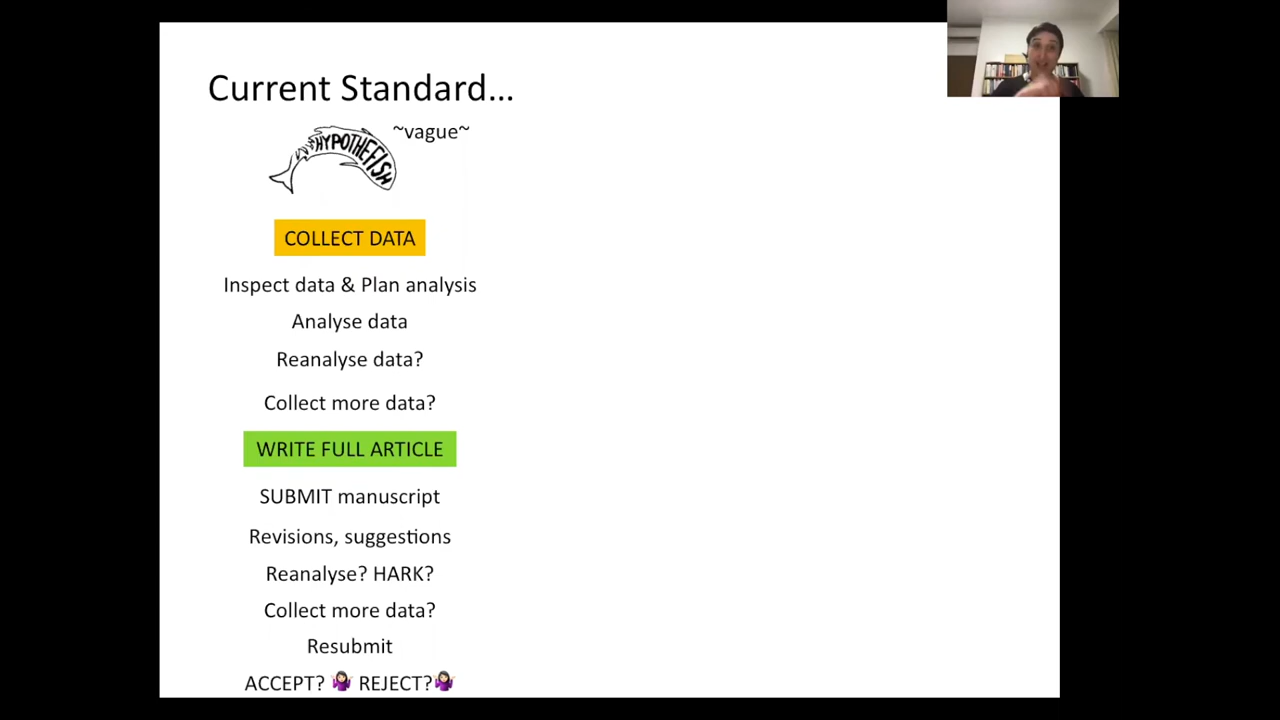 Current Standard...
~vague~
HYPOTHEFISH
COLLECT DATA
Inspect data & Plan analysis
Analyse data
Reanalyse data?
Collect more data?
WRITE FULL ARTICLE
SUBMIT manuscript
Revisions, suggestions
Reanalyse? HARK?
Collect more data?
Resubmit
ACCEPT? 🤷🏻‍♀️ REJECT?🤷🏻‍♀️